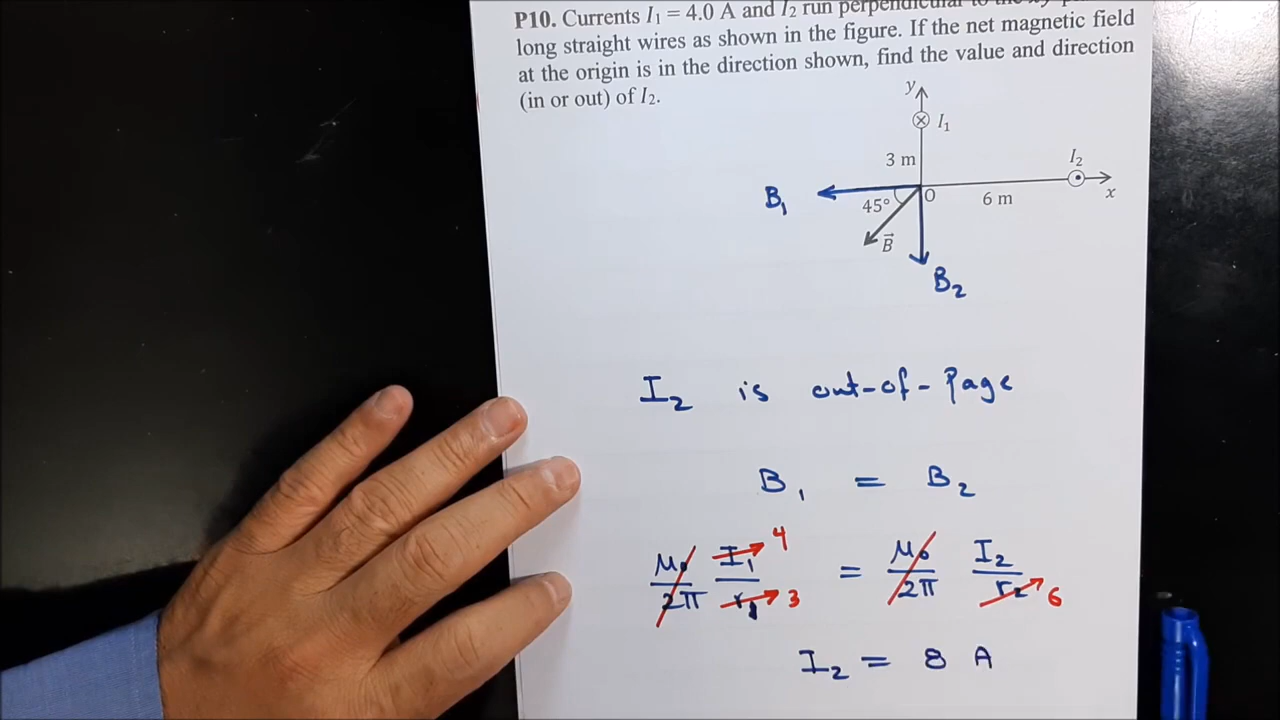 P10. Currents I₁ = 4.0 A and I₂ run perpendicular to the xy
long straight wires as shown in the figure. If the net magnetic field
at the origin is in the direction shown, find the value and direction
(in or out) of I₂.
y
I₁
3 m
I₂
B₁
45°
O
6 m
x
B⃗
B₂
I₂ is out-of-Page
B₁ = B₂
μ₀/2π I₁/r₁ = μ₀/2π I₂/r₂
4
3
6
I₂ = 8 A